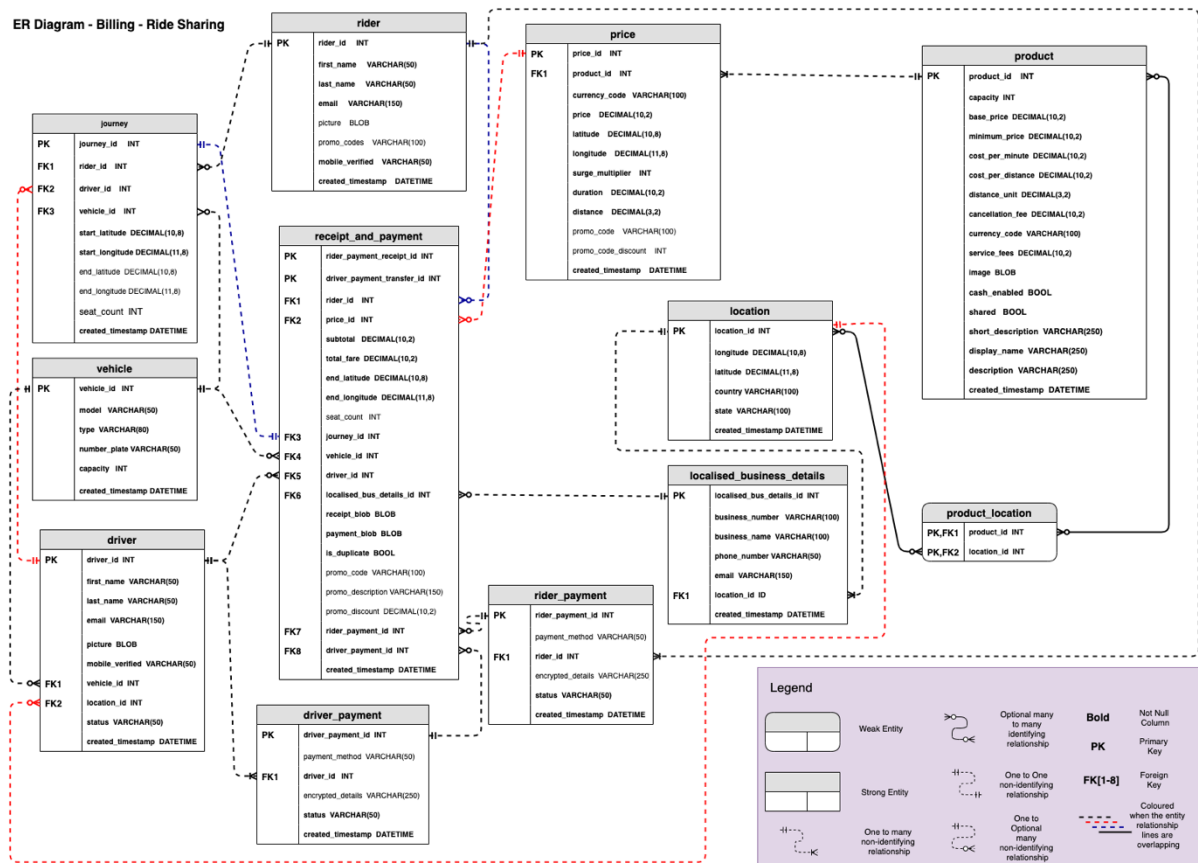 ER Diagram - Billing - Ride Sharing
rider
PK rider_id INT
first_name VARCHAR(50)
last_name VARCHAR(50)
email VARCHAR(150)
picture BLOB
promo_codes VARCHAR(100)
mobile_verified VARCHAR(50)
created_timestamp DATETIME
price
PK price_id INT
FK1 product_id INT
currency_code VARCHAR(100)
price DECIMAL(10,2)
latitude DECIMAL(10,8)
longitude DECIMAL(11,8)
surge_multiplier INT
duration DECIMAL(10,2)
distance DECIMAL(3,2)
promo_code VARCHAR(100)
promo_code_discount INT
created_timestamp DATETIME
product
PK product_id INT
capacity INT
base_price DECIMAL(10,2)
minimum_price DECIMAL(10,2)
cost_per_minute DECIMAL(10,2)
cost_per_distance DECIMAL(10,2)
distance_unit DECIMAL(3,2)
cancellation_fee DECIMAL(10,2)
currency_code VARCHAR(100)
service_fees DECIMAL(10,2)
image BLOB
cash_enabled BOOL
shared BOOL
short_description VARCHAR(250)
display_name VARCHAR(250)
description VARCHAR(250)
created_timestamp DATETIME
journey
PK journey_id INT
FK1 rider_id INT
FK2 driver_id INT
FK3 vehicle_id INT
start_latitude DECIMAL(10,8)
start_longitude DECIMAL(11,8)
end_latitude DECIMAL(10,8)
end_longitude DECIMAL(11,8)
seat_count INT
created_timestamp DATETIME
receipt_and_payment
PK rider_payment_receipt_id INT
PK driver_payment_transfer_id INT
FK1 rider_id INT
FK2 price_id INT
subtotal DECIMAL(10,2)
total_fare DECIMAL(10,2)
end_latitude DECIMAL(10,8)
end_longitude DECIMAL(11,8)
seat_count INT
FK3 journey_id INT
FK4 vehicle_id INT
FK5 driver_id INT
FK6 localised_bus_details_id INT
receipt_blob BLOB
payment_blob BLOB
is_duplicate BOOL
promo_code VARCHAR(100)
promo_description VARCHAR(150)
promo_discount DECIMAL(10,2)
FK7 rider_payment_id INT
FK8 driver_payment_id INT
created_timestamp DATETIME
location
PK location_id INT
longitude DECIMAL(10,8)
latitude DECIMAL(11,8)
country VARCHAR(100)
state VARCHAR(100)
created_timestamp DATETIME
vehicle
PK vehicle_id INT
model VARCHAR(50)
type VARCHAR(80)
number_plate VARCHAR(50)
capacity INT
created_timestamp DATETIME
localised_business_details
PK localised_bus_details_id INT
business_number VARCHAR(100)
business_name VARCHAR(100)
phone_number VARCHAR(50)
email VARCHAR(150)
FK1 location_id ID
created_timestamp DATETIME
product_location
PK,FK1 product_id INT
PK,FK2 location_id INT
driver
PK driver_id INT
first_name VARCHAR(50)
last_name VARCHAR(50)
email VARCHAR(150)
picture BLOB
mobile_verified VARCHAR(50)
FK1 vehicle_id INT
FK2 location_id INT
status VARCHAR(50)
created_timestamp DATETIME
rider_payment
PK rider_payment_id INT
payment_method VARCHAR(50)
FK1 rider_id INT
encrypted_details VARCHAR(250
status VARCHAR(50)
created_timestamp DATETIME
driver_payment
PK driver_payment_id INT
payment_method VARCHAR(50)
FK1 driver_id INT
encrypted_details VARCHAR(250)
status VARCHAR(50)
created_timestamp DATETIME
Legend
Weak Entity
Strong Entity
One to many
non-identifying
relationship
Optional many
to many
identifying
relationship
One to One
non-identifying
relationship
One to
Optional
many
non-identifying
relationship
Bold Not Null
Column
PK Primary
Key
FK[1-8] Foreign
Key
Coloured
when the entity
relationship
lines are
overlapping